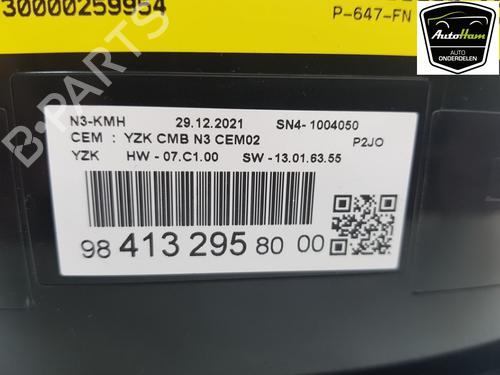 30000259954
P-647-FN
AutoHam
AUTO
ONDERDELEN
B-PARTS
N3-KMH 29.12.2021 SN4-1004050
CEM : YZK CMB N3 CEM02 P2JO
YZK HW -07.C1.00 SW -13.01.63.55
98 413 295 80 00